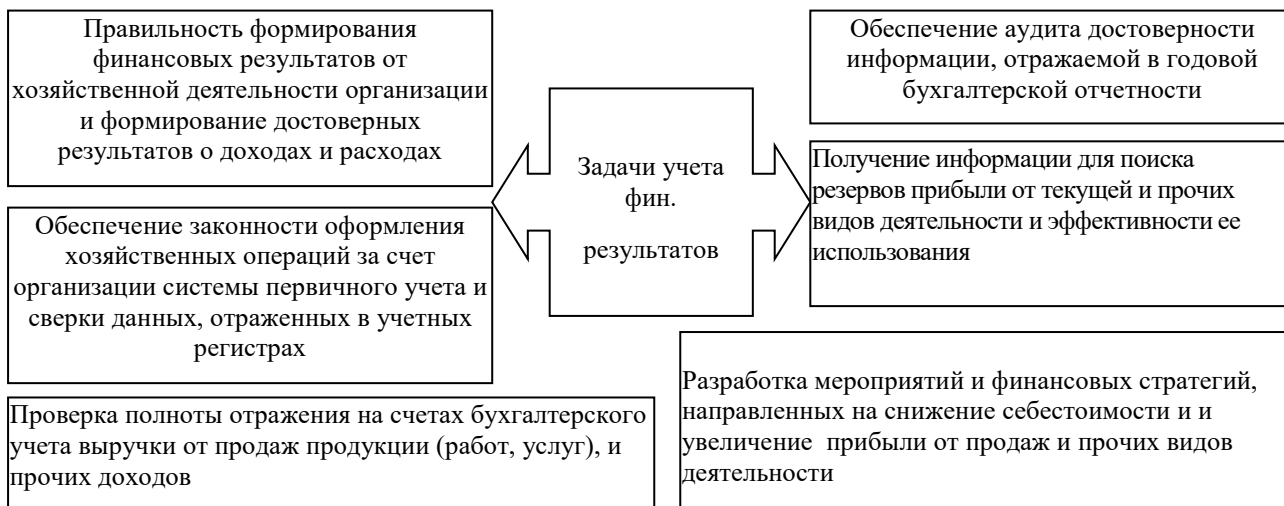 Правильность формирования
финансовых результатов от
хозяйственной деятельности организации
и формирование достоверных
результатов о доходах и расходах
Обеспечение законности оформления
хозяйственных операций за счет
организации системы первичного учета и
сверки данных, отраженных в учетных
регистрах
Проверка полноты отражения на счетах бухгалтерского
учета выручки от продаж продукции (работ, услуг), и
прочих доходов
Задачи учета
фин.
результатов
Обеспечение аудита достоверности
информации, отражаемой в годовой
бухгалтерской отчетности
Получение информации для поиска
резервов прибыли от текущей и прочих
видов деятельности и эффективности ее
использования
Разработка мероприятий и финансовых стратегий,
направленных на снижение себестоимости и и
увеличение прибыли от продаж и прочих видов
деятельности